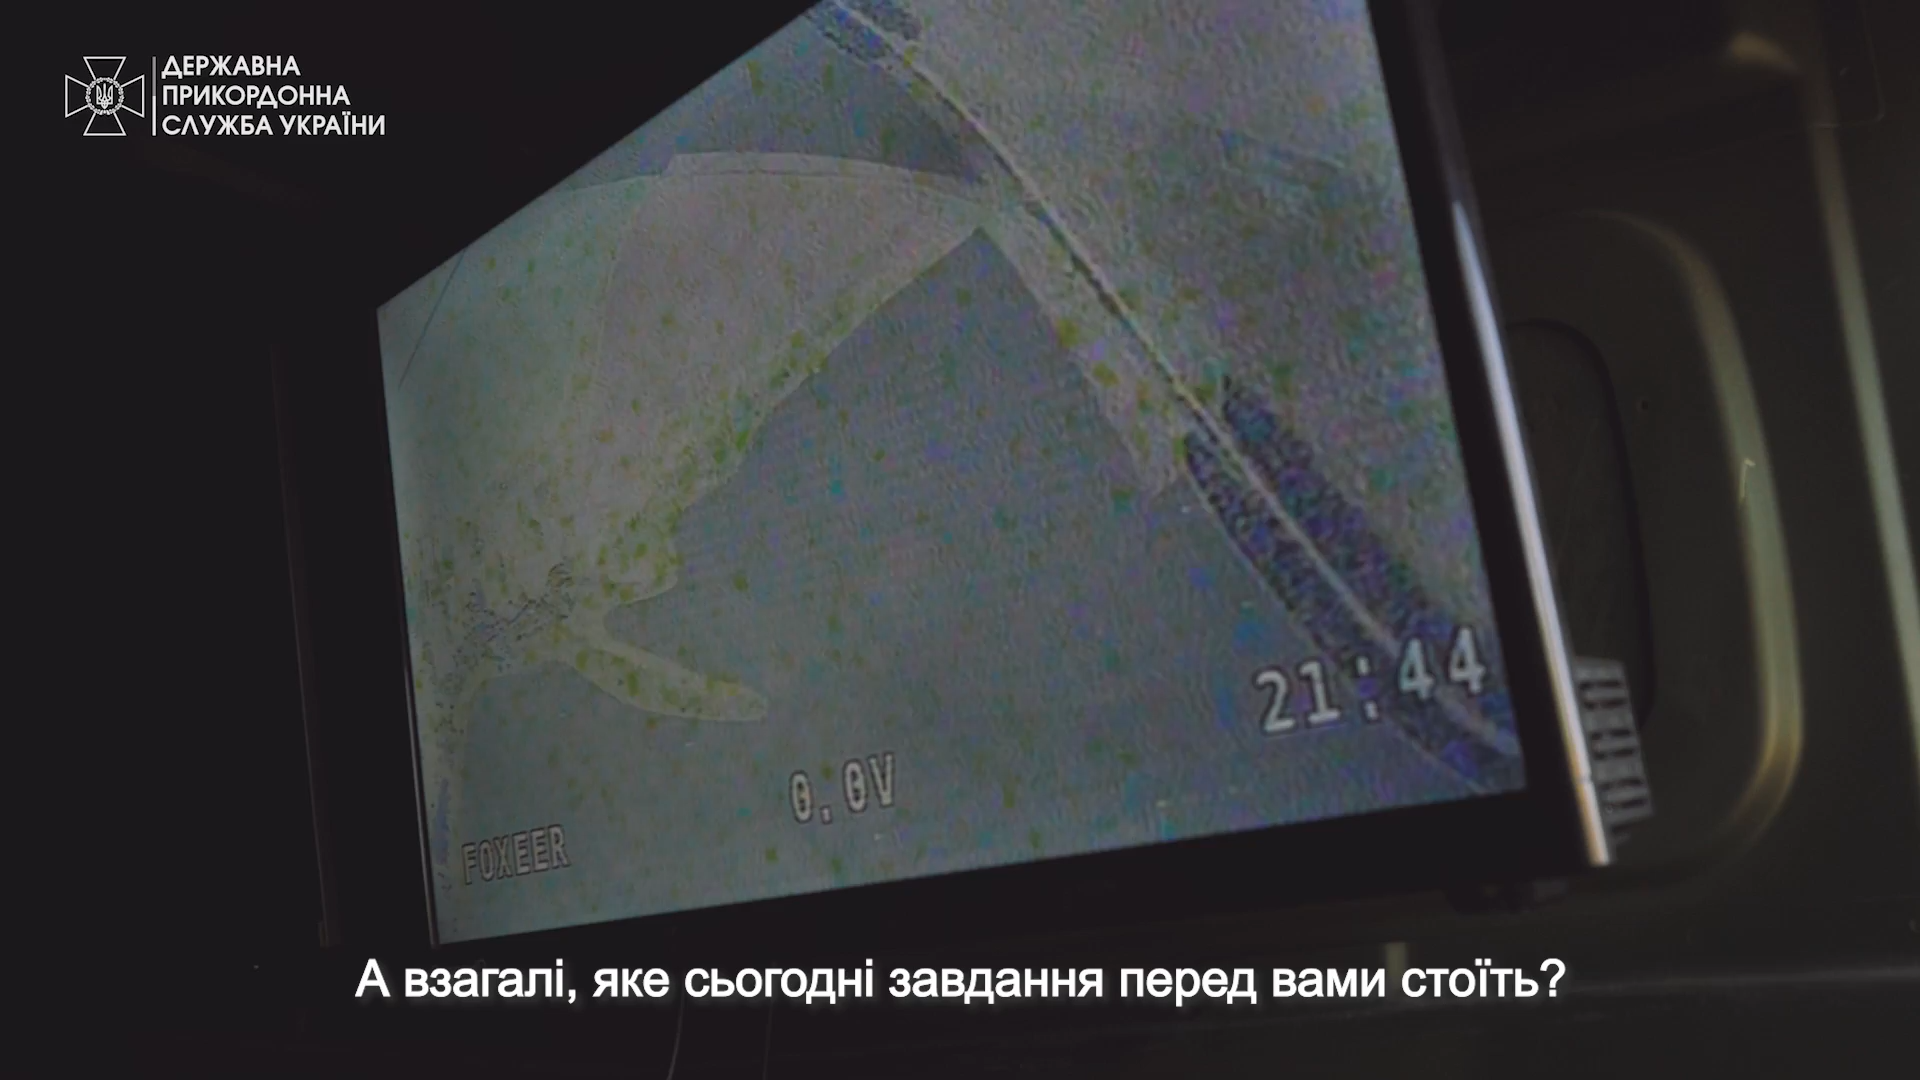 ДЕРЖАВНА
ПРИКОРДОННА
СЛУЖБА УКРАЇНИ
21:44
0.0V
FOXEER
А взагалі, яке сьогодні завдання перед вами стоїть?